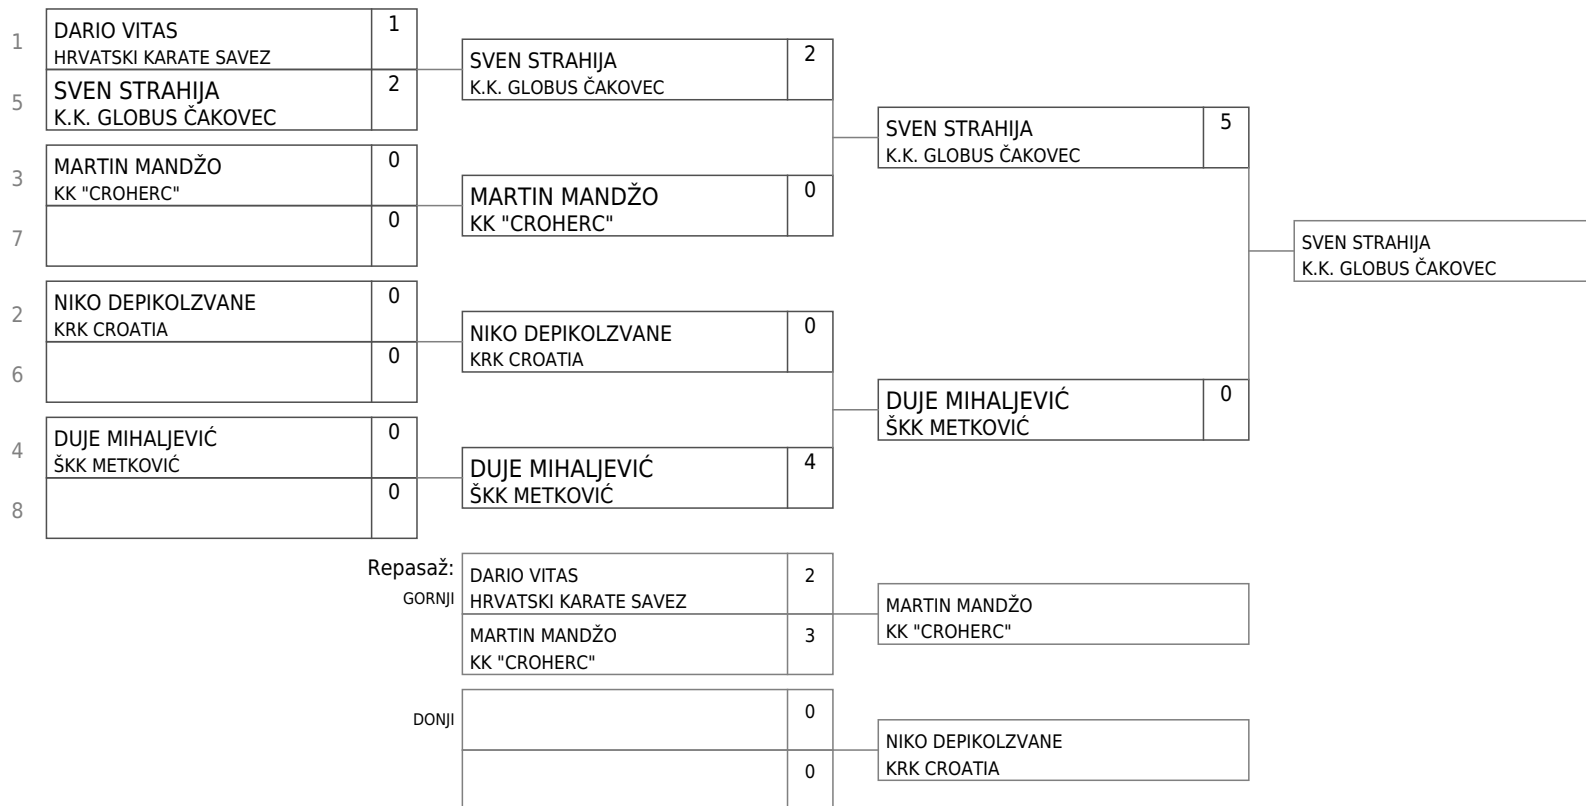 1
DARIO VITAS
HRVATSKI KARATE SAVEZ
1
5
SVEN STRAHIJA
K.K. GLOBUS ČAKOVEC
2
3
MARTIN MANDŽO
KK "CROHERC"
0
7
0
2
NIKO DEPIKOLZVANE
KRK CROATIA
0
6
0
4
DUJE MIHALJEVIĆ
ŠKK METKOVIĆ
0
8
0
SVEN STRAHIJA
K.K. GLOBUS ČAKOVEC
2
MARTIN MANDŽO
KK "CROHERC"
0
NIKO DEPIKOLZVANE
KRK CROATIA
0
DUJE MIHALJEVIĆ
ŠKK METKOVIĆ
4
SVEN STRAHIJA
K.K. GLOBUS ČAKOVEC
5
DUJE MIHALJEVIĆ
ŠKK METKOVIĆ
0
SVEN STRAHIJA
K.K. GLOBUS ČAKOVEC
Repasaž:
GORNJI
DARIO VITAS
HRVATSKI KARATE SAVEZ
2
MARTIN MANDŽO
KK "CROHERC"
3
MARTIN MANDŽO
KK "CROHERC"
DONJI
0
0
NIKO DEPIKOLZVANE
KRK CROATIA